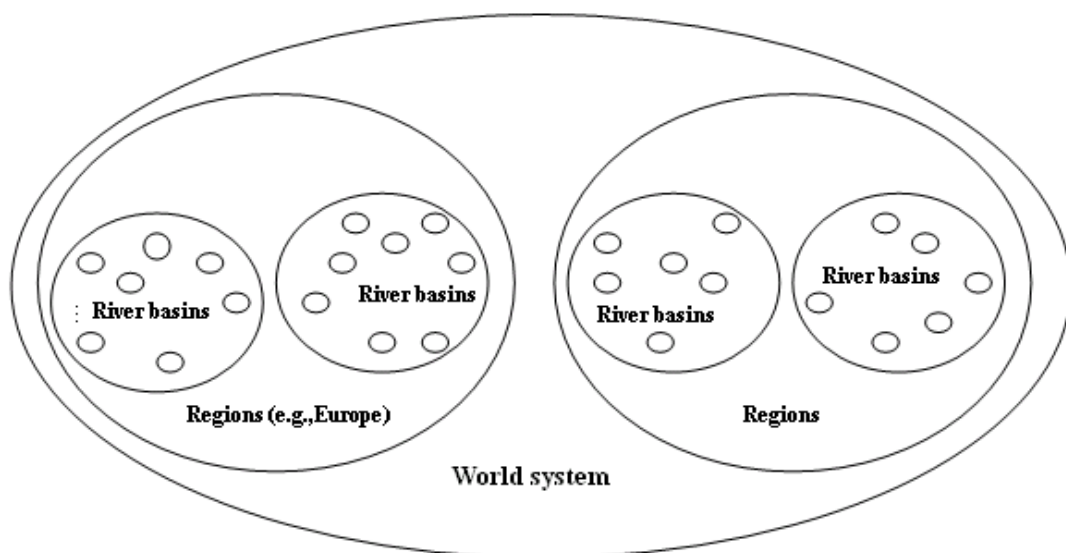 River basins
River basins
River basins
River basins
Regions (e.g.,Europe)
Regions
World system